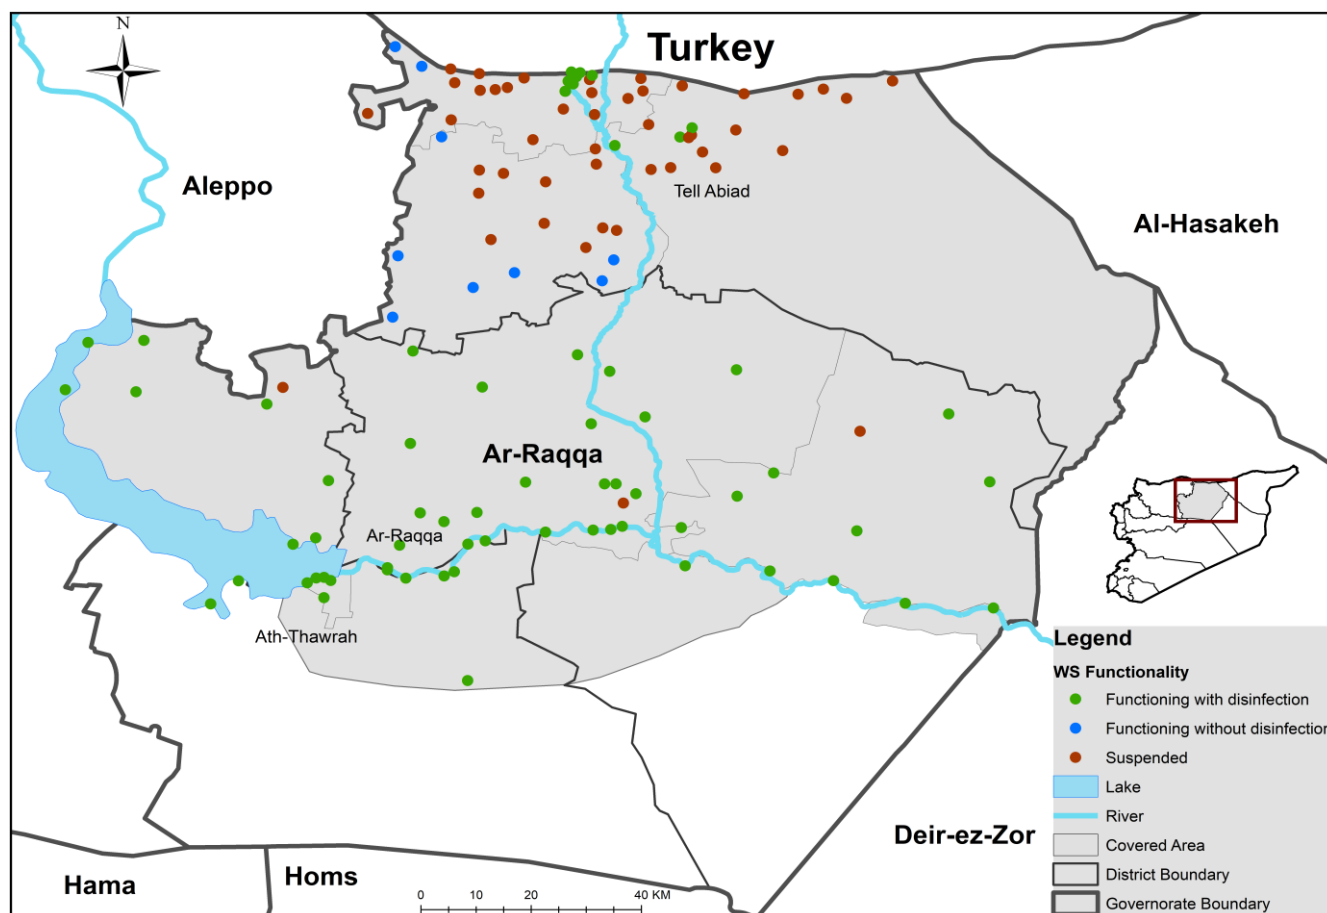 N
Turkey
Aleppo
Tell Abiad
Al-Hasakeh
Ar-Raqqa
Ar-Raqqa
Ath-Thawrah
Deir-ez-Zor
Hama
Homs
0 10 20 40 KM
Legend
WS Functionality
Functioning with disinfection
Functioning without disinfection
Suspended
Lake
River
Covered Area
District Boundary
Governorate Boundary